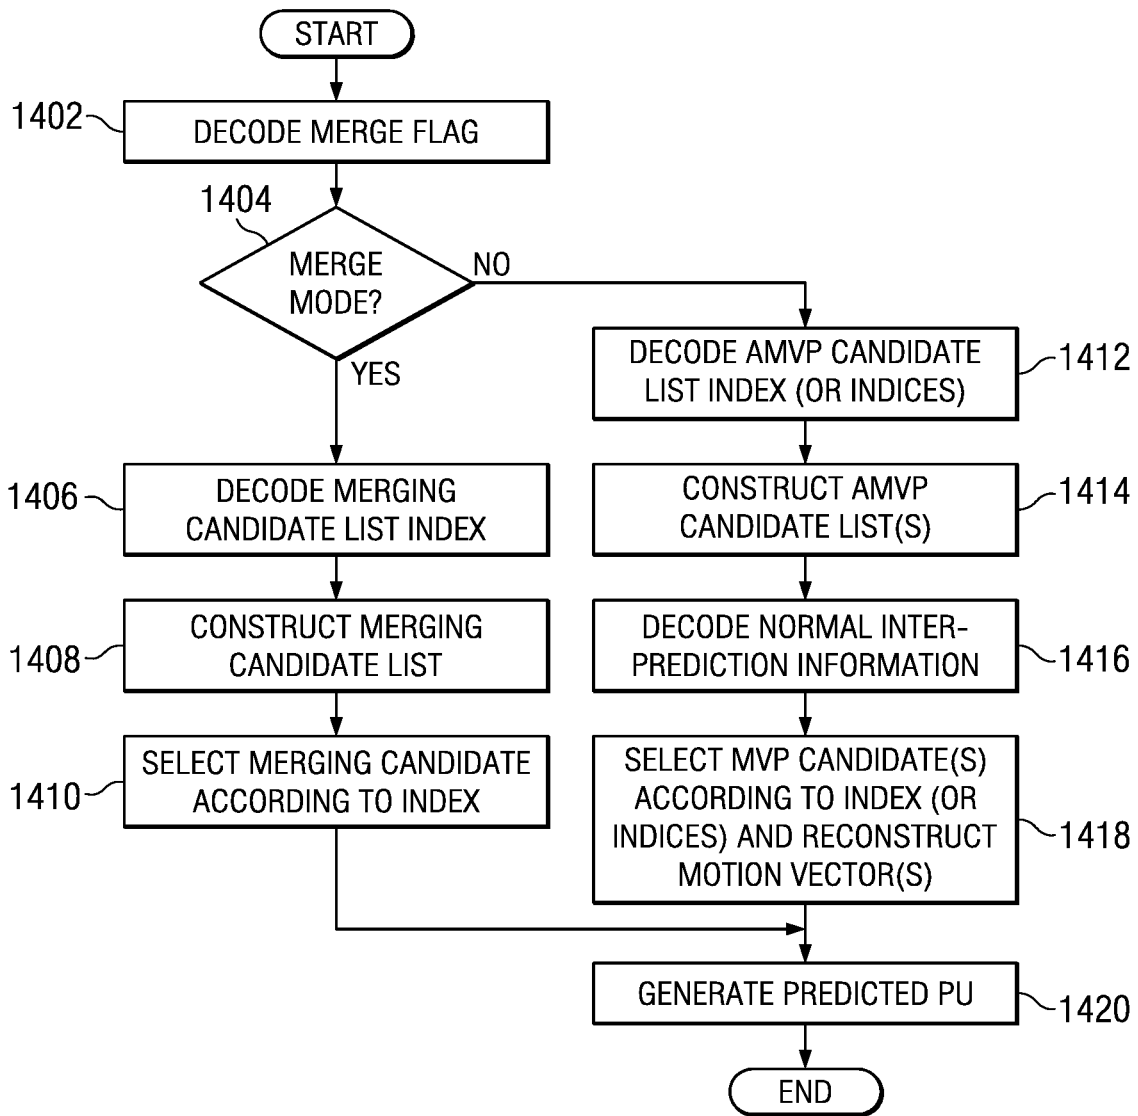 START
1402
DECODE MERGE FLAG
1404
MERGE
MODE?
NO
YES
DECODE AMVP CANDIDATE
LIST INDEX (OR INDICES)
1412
1406
DECODE MERGING
CANDIDATE LIST INDEX
CONSTRUCT AMVP
CANDIDATE LIST(S)
1414
1408
CONSTRUCT MERGING
CANDIDATE LIST
DECODE NORMAL INTER-
PREDICTION INFORMATION
1416
1410
SELECT MERGING CANDIDATE
ACCORDING TO INDEX
SELECT MVP CANDIDATE(S)
ACCORDING TO INDEX (OR
INDICES) AND RECONSTRUCT
MOTION VECTOR(S)
1418
GENERATE PREDICTED PU
1420
END